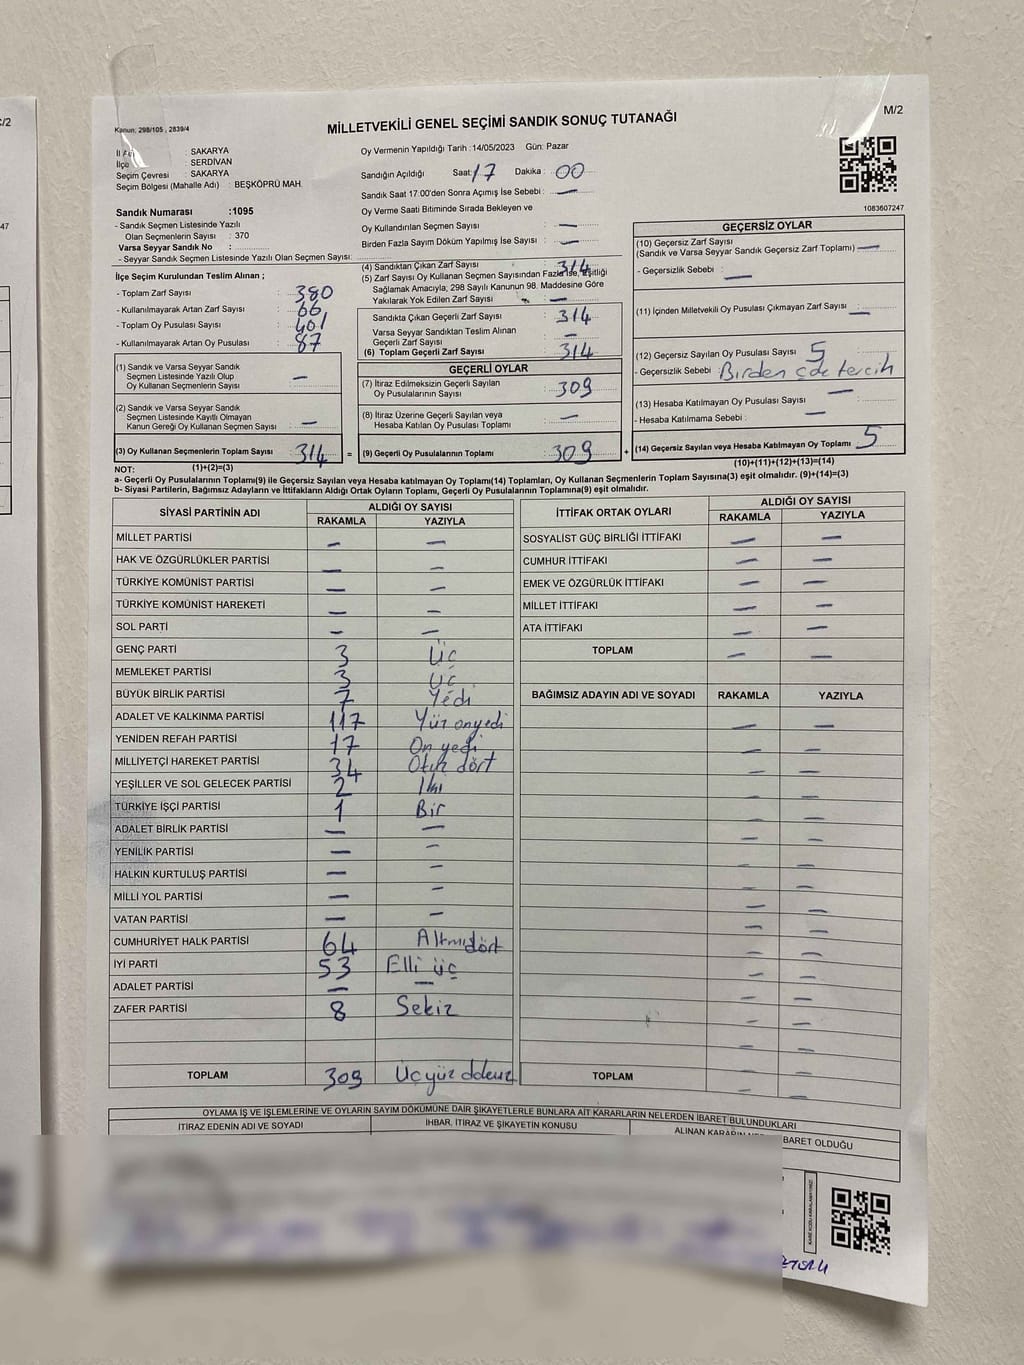 Kanun: 298/105 , 2839/4
MİLLETVEKİLİ GENEL SEÇİMİ SANDIK SONUÇ TUTANAĞI
M/2
İl Adı : SAKARYA
İlçe : SERDİVAN
Seçim Çevresi : SAKARYA
Seçim Bölgesi (Mahalle Adı) : BEŞKÖPRÜ MAH.
Sandık Numarası :1095
- Sandık Seçmen Listesinde Yazılı
Olan Seçmenlerin Sayısı : 370
Varsa Seyyar Sandık No :
- Seyyar Sandık Seçmen Listesinde Yazılı Olan Seçmen Sayısı:
Oy Vermenin Yapıldığı Tarih :14/05/2023 Gün: Pazar
Sandığın Açıldığı Saat: 17 Dakika : 00
Sandık Saat 17:00'den Sonra Açımış İse Sebebi : —
Oy Verme Saati Bitiminde Sırada Bekleyen ve
Oy Kullandırılan Seçmen Sayısı : —
Birden Fazla Sayım Döküm Yapılmış İse Sayısı : —
1083607247
İlçe Seçim Kurulundan Teslim Alınan ;
- Toplam Zarf Sayısı : 380
- Kullanılmayarak Artan Zarf Sayısı : 66
- Toplam Oy Pusulası Sayısı : 401
- Kullanılmayarak Artan Oy Pusulası : 87
(1) Sandık ve Varsa Seyyar Sandık
Seçmen Listesinde Yazılı Olup
Oy Kullanan Seçmenlerin Sayısı : —
(2) Sandık ve Varsa Seyyar Sandık
Seçmen Listesinde Kayıtlı Olmayan
Kanun Gereği Oy Kullanan Seçmen Sayısı : —
(3) Oy Kullanan Seçmenlerin Toplam Sayısı : 314 =
(4) Sandıktan Çıkan Zarf Sayısı : 314
(5) Zarf Sayısı Oy Kullanan Seçmen Sayısından Fazla İse, Eşitliği
Sağlamak Amacıyla, 298 Sayılı Kanunun 98. Maddesine Göre
Yakılarak Yok Edilen Zarf Sayısı : —
Sandıkta Çıkan Geçerli Zarf Sayısı : 314
Varsa Seyyar Sandıktan Teslim Alınan
Geçerli Zarf Sayısı : —
(6) Toplam Geçerli Zarf Sayısı : 314
GEÇERLİ OYLAR
(7) İtiraz Edilmeksizin Geçerli Sayılan
Oy Pusulalarının Sayısı : 309
(8) İtiraz Üzerine Geçerli Sayılan veya
Hesaba Katılan Oy Pusulası Toplamı : —
(9) Geçerli Oy Pusulalarının Toplamı : 309 +
GEÇERSİZ OYLAR
(10) Geçersiz Zarf Sayısı
(Sandık ve Varsa Seyyar Sandık Geçersiz Zarf Toplamı) —
- Geçersizlik Sebebi : —
(11) İçinden Milletvekili Oy Pusulası Çıkmayan Zarf Sayısı : —
(12) Geçersiz Sayılan Oy Pusulası Sayısı : 5
- Geçersizlik Sebebi : Birden çok tercih
(13) Hesaba Katılmayan Oy Pusulası Sayısı : —
- Hesaba Katılmama Sebebi : —
(14) Geçersiz Sayılan veya Hesaba Katılmayan Oy Toplamı : 5
NOT: (1)+(2)=(3) (10)+(11)+(12)+(13)=(14)
a- Geçerli Oy Pusulalarının Toplamı(9) ile Geçersiz Sayılan veya Hesaba katılmayan Oy Toplamı(14) Toplamları, Oy Kullanan Seçmenlerin Toplam Sayısına(3) eşit olmalıdır. (9)+(14)=(3)
b- Siyasi Partilerin, Bağımsız Adayların ve İttifakların Aldığı Ortak Oyların Toplamı, Geçerli Oy Pusulalarının Toplamına(9) eşit olmalıdır.
SİYASİ PARTİNİN ADI ALDIĞI OY SAYISI
RAKAMLA YAZIYLA
MİLLET PARTİSİ — —
HAK VE ÖZGÜRLÜKLER PARTİSİ — —
TÜRKİYE KOMÜNİST PARTİSİ — —
TÜRKİYE KOMÜNİST HAREKETİ — —
SOL PARTİ — —
GENÇ PARTİ 3 Üç
MEMLEKET PARTİSİ 3 Üç
BÜYÜK BİRLİK PARTİSİ 7 Yedi
ADALET VE KALKINMA PARTİSİ 117 Yüz onyedi
YENİDEN REFAH PARTİSİ 17 On yedi
MİLLİYETÇİ HAREKET PARTİSİ 34 Otuz dört
YEŞİLLER VE SOL GELECEK PARTİSİ 2 İki
TÜRKİYE İŞÇİ PARTİSİ 1 Bir
ADALET BİRLİK PARTİSİ — —
YENİLİK PARTİSİ — —
HALKIN KURTULUŞ PARTİSİ — —
MİLLİ YOL PARTİSİ — —
VATAN PARTİSİ — —
CUMHURİYET HALK PARTİSİ 64 Altmıdört
İYİ PARTİ 53 Elli üç
ADALET PARTİSİ — —
ZAFER PARTİSİ 8 Sekiz
TOPLAM 309 Üçyüz dokuz
İTTİFAK ORTAK OYLARI ALDIĞI OY SAYISI
RAKAMLA YAZIYLA
SOSYALİST GÜÇ BİRLİĞİ İTTİFAKI — —
CUMHUR İTTİFAKI — —
EMEK VE ÖZGÜRLÜK İTTİFAKI — —
MİLLET İTTİFAKI — —
ATA İTTİFAKI — —
TOPLAM — —
BAĞIMSIZ ADAYIN ADI VE SOYADI RAKAMLA YAZIYLA
TOPLAM — —
OYLAMA İŞ VE İŞLEMLERİNE VE OYLARIN SAYIM DÖKÜMÜNE DAİR ŞİKAYETLERLE BUNLARA AİT KARARLARIN NELERDEN İBARET BULUNDUKLARI
İTİRAZ EDENİN ADI VE SOYADI İHBAR, İTİRAZ VE ŞİKAYETİN KONUSU ALINAN KARARIN BARET OLDUĞU